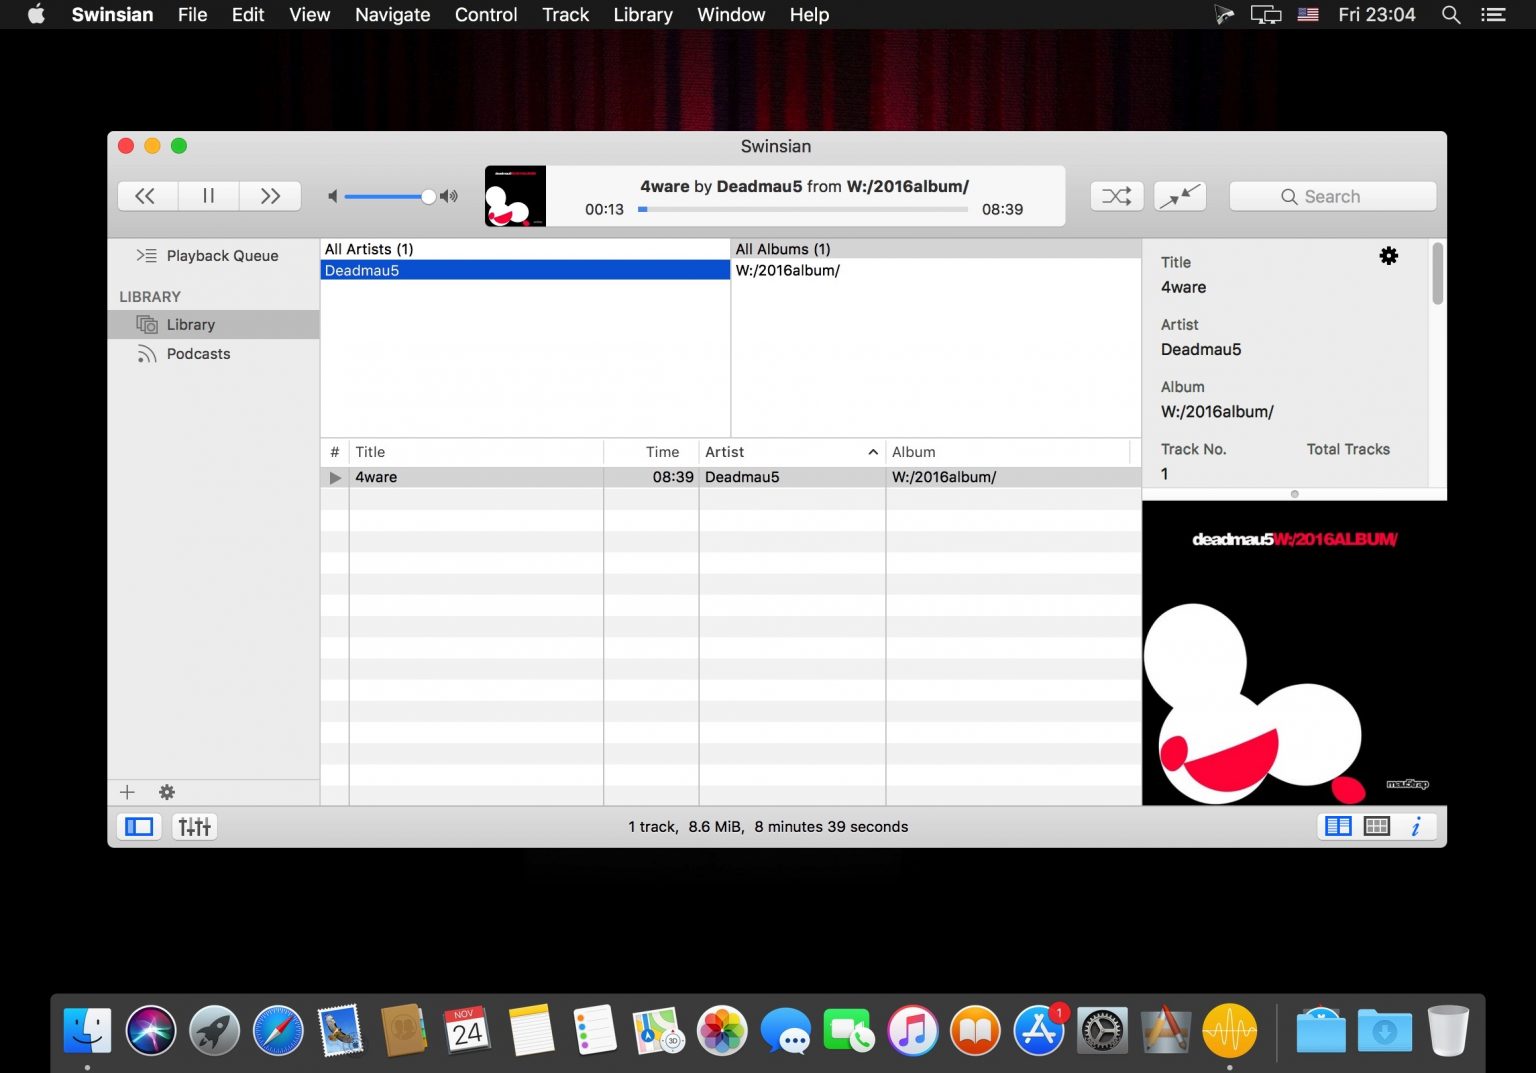 Swinsian File Edit View Navigate Control Track Library Window Help Fri 23:04
Swinsian
4ware by Deadmau5 from W:/2016album/
00:13 08:39
Search
Playback Queue
LIBRARY
Library
Podcasts
All Artists (1)
Deadmau5
All Albums (1)
W:/2016album/
# Title Time Artist Album
4ware 08:39 Deadmau5 W:/2016album/
Title
4ware
Artist
Deadmau5
Album
W:/2016album/
Track No. Total Tracks
1
deadmau5W:/2016ALBUM/
mau5trap
1 track, 8.6 MiB, 8 minutes 39 seconds
NOV
24
3D
1